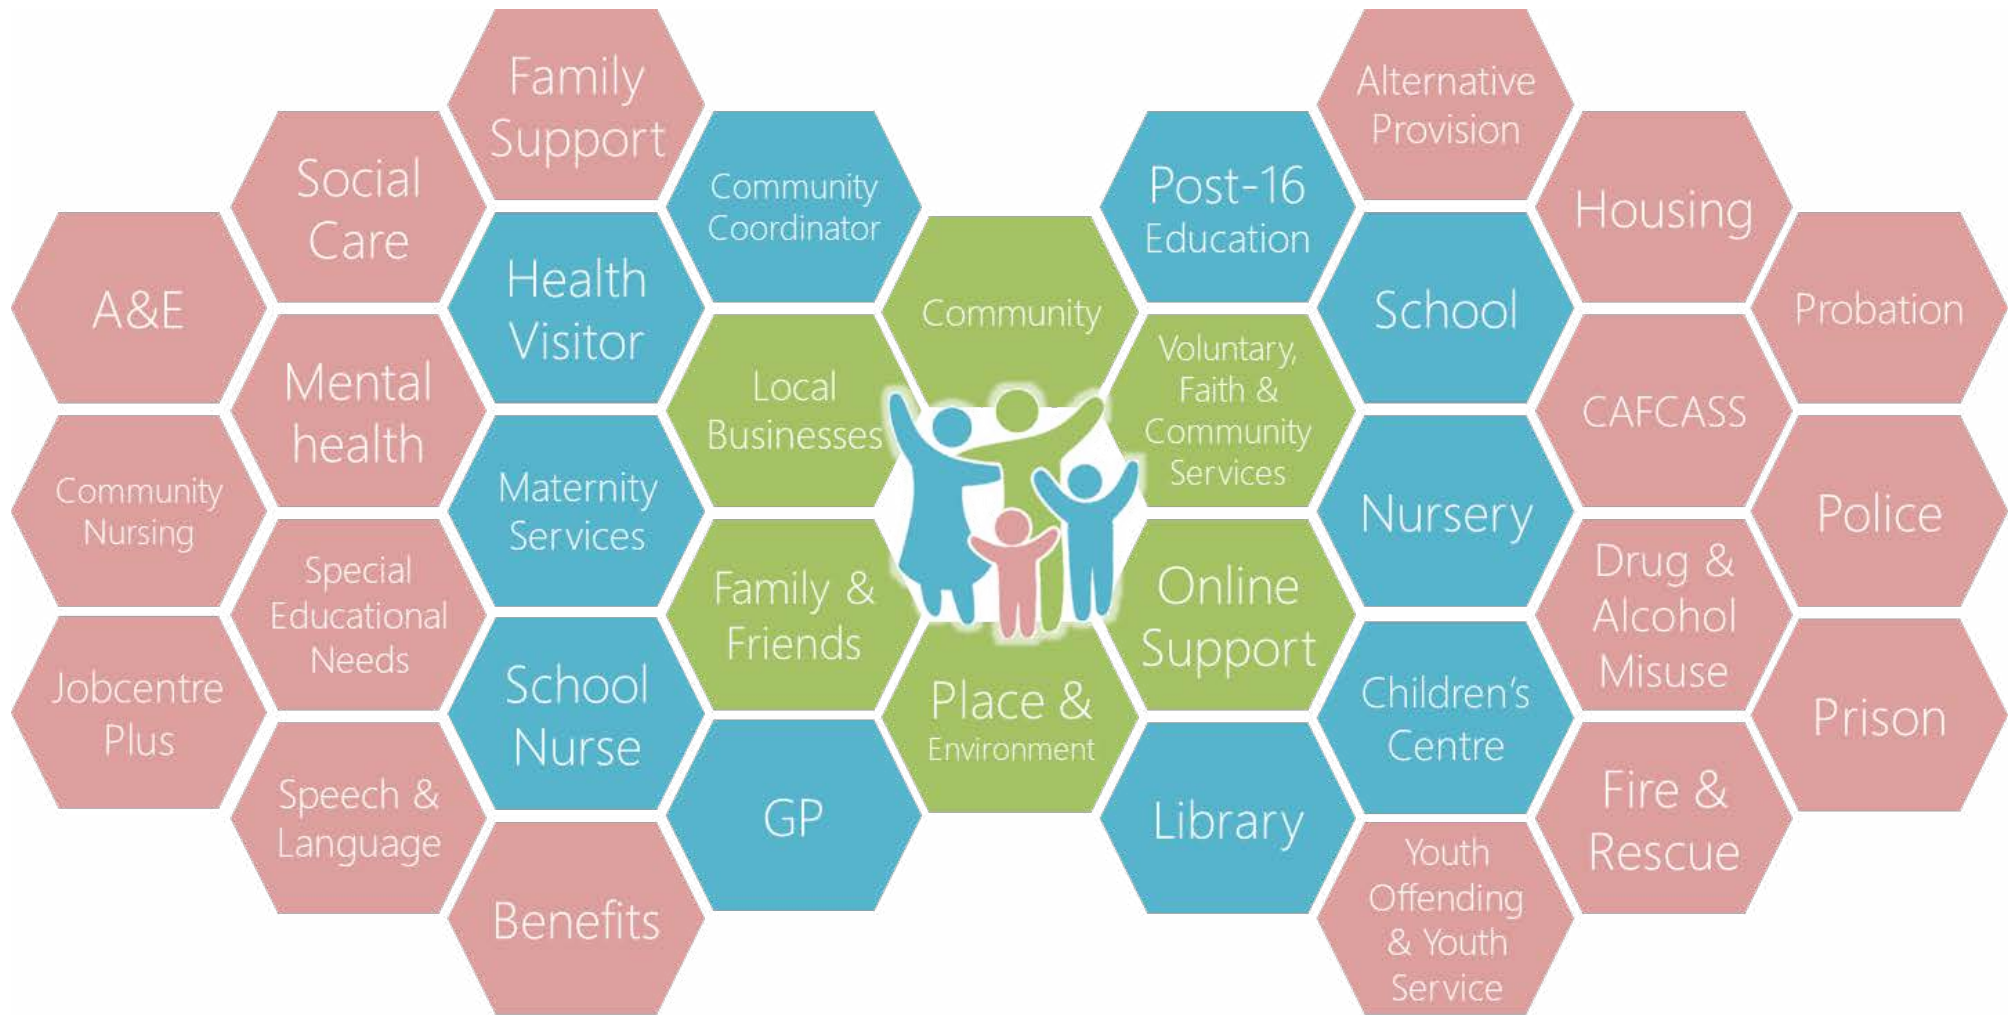 Family
Support
Alternative
Provision
Social
Care
Community
Coordinator
Post-16
Education
Housing
A&E
Health
Visitor
Community
School
Probation
Mental
health
Local
Businesses
Voluntary,
Faith &
Community
Services
CAFCASS
Community
Nursing
Maternity
Services
Nursery
Police
Special
Educational
Needs
Family &
Friends
Online
Support
Drug &
Alcohol
Misuse
Jobcentre
Plus
School
Nurse
Place &
Environment
Children's
Centre
Prison
Speech &
Language
GP
Library
Fire &
Rescue
Benefits
Youth
Offending
& Youth
Service